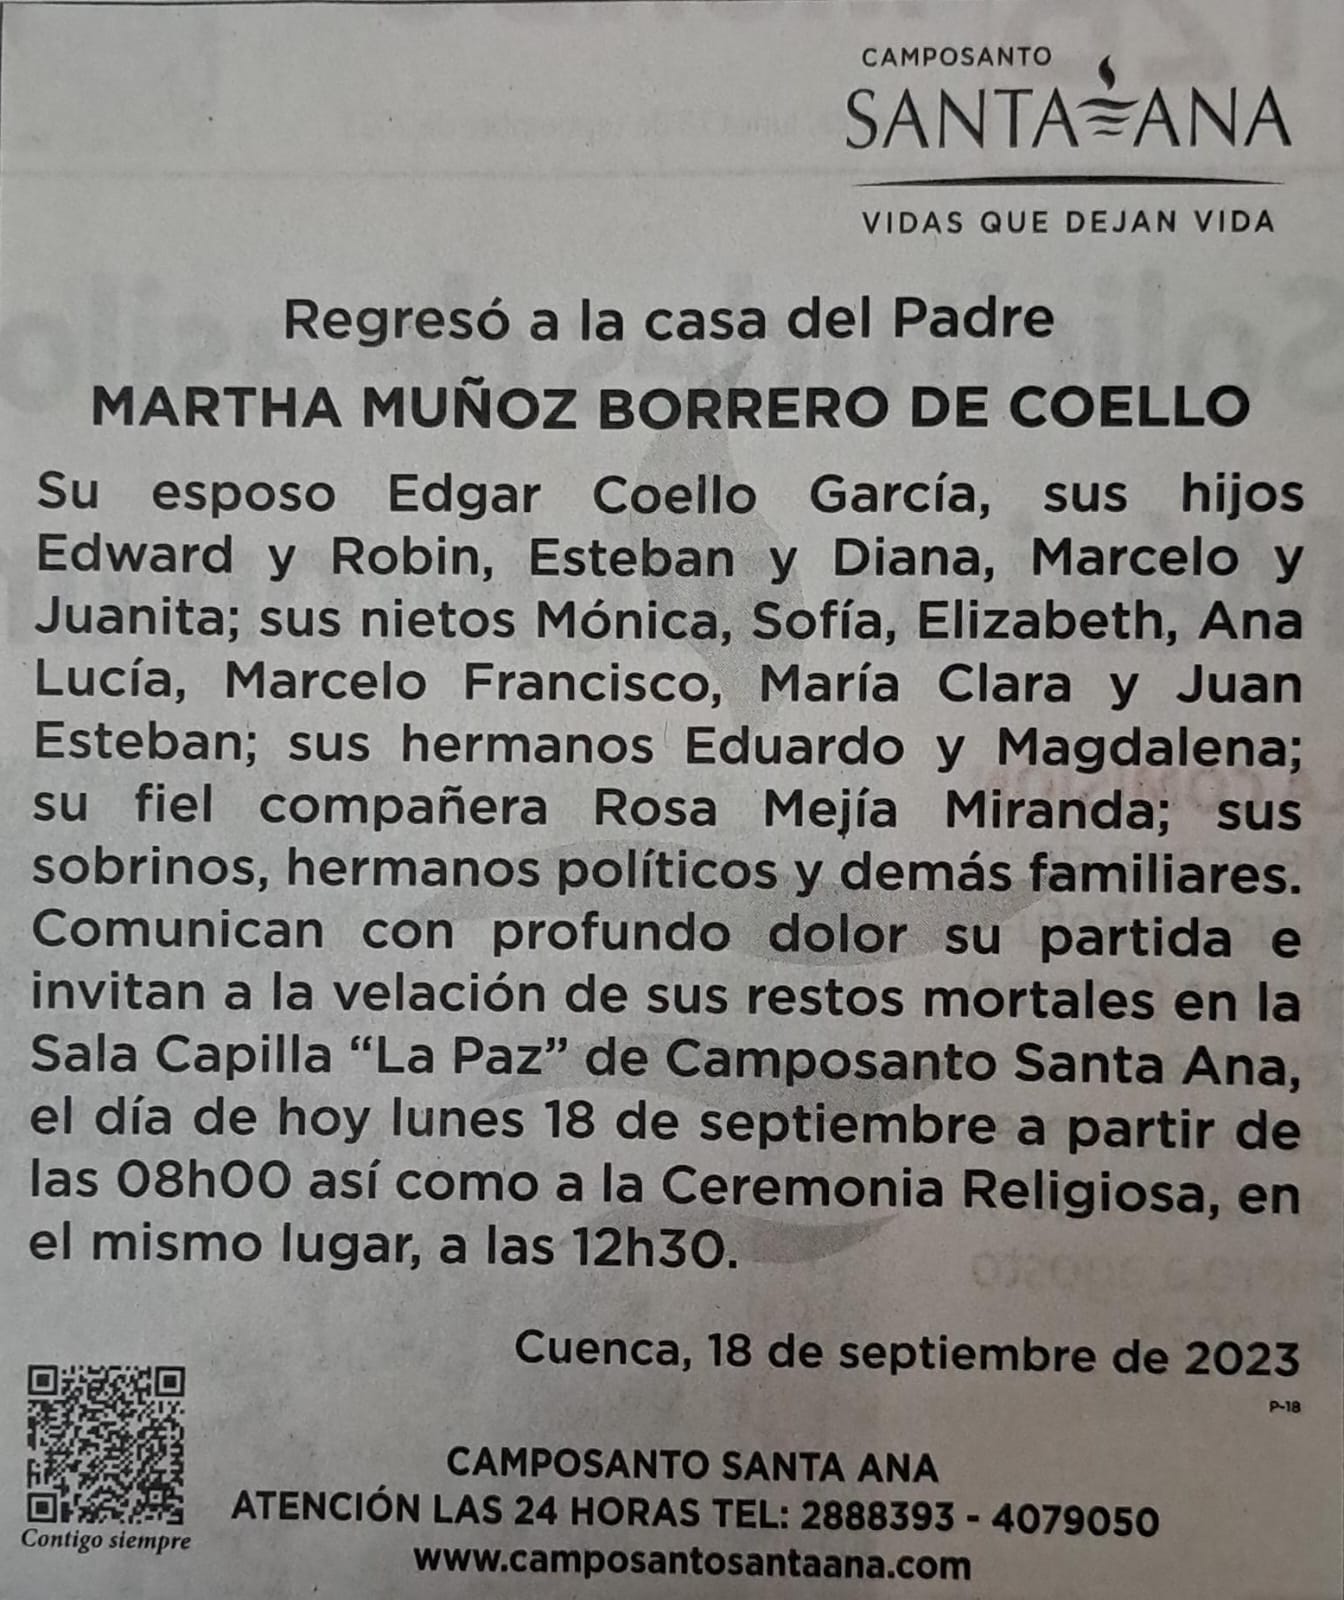 CAMPOSANTO
SANTA ANA
VIDAS QUE DEJAN VIDA
Regresó a la casa del Padre
MARTHA MUÑOZ BORRERO DE COELLO
Su esposo Edgar Coello García, sus hijos
Edward y Robin, Esteban y Diana, Marcelo y
Juanita; sus nietos Mónica, Sofía, Elizabeth, Ana
Lucía, Marcelo Francisco, María Clara y Juan
Esteban; sus hermanos Eduardo y Magdalena;
su fiel compañera Rosa Mejía Miranda; sus
sobrinos, hermanos políticos y demás familiares.
Comunican con profundo dolor su partida e
invitan a la velación de sus restos mortales en la
Sala Capilla “La Paz” de Camposanto Santa Ana,
el día de hoy lunes 18 de septiembre a partir de
las 08h00 así como a la Ceremonia Religiosa, en
el mismo lugar, a las 12h30.
Cuenca, 18 de septiembre de 2023
P-18
CAMPOSANTO SANTA ANA
ATENCIÓN LAS 24 HORAS TEL: 2888393 - 4079050
www.camposantosantaana.com
Contigo siempre